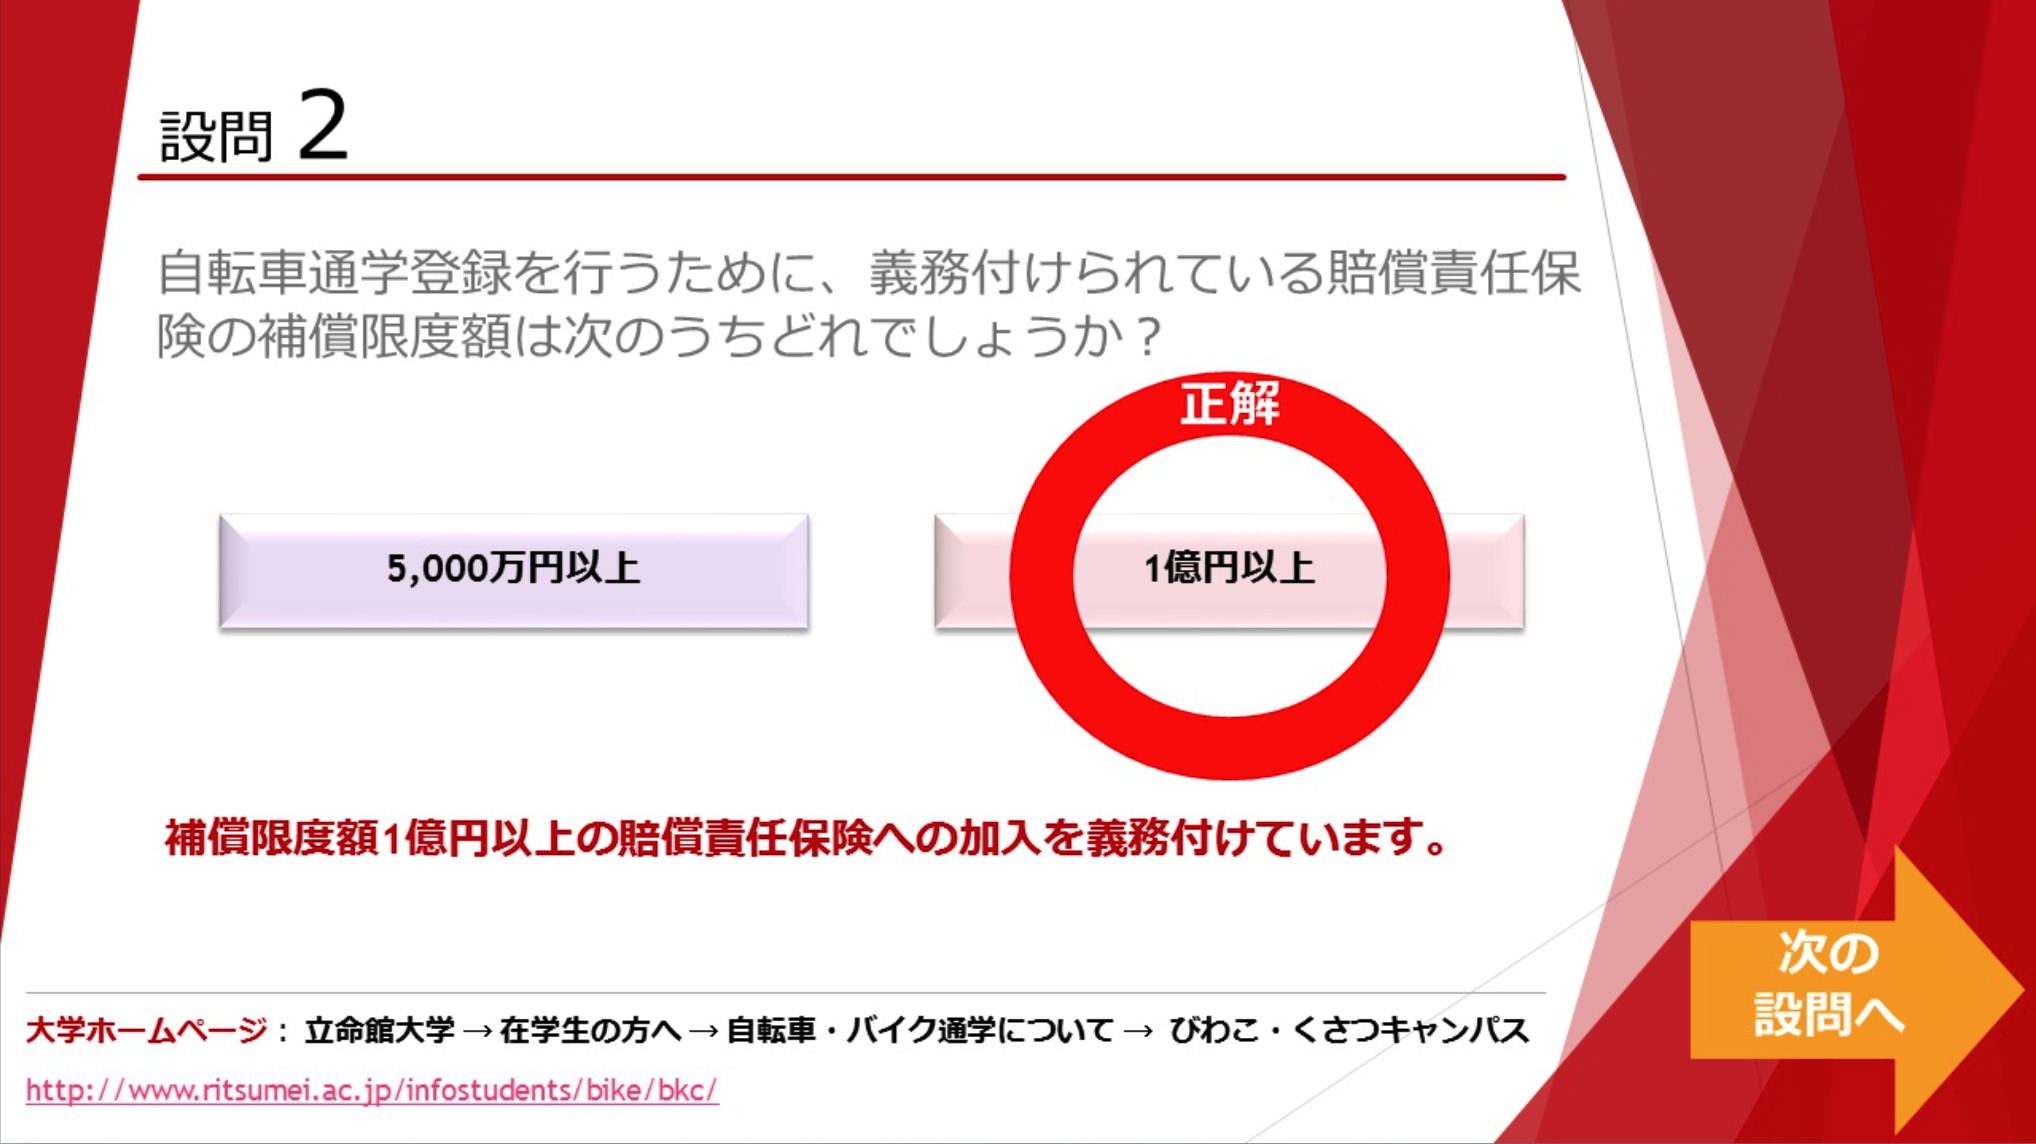 設問 2
自転車通学登録を行うために、義務付けられている賠償責任保
険の補償限度額は次のうちどれでしょうか？
正解
5,000万円以上
1億円以上
補償限度額1億円以上の賠償責任保険への加入を義務付けています。
次の
設問へ
大学ホームページ： 立命館大学→在学生の方へ→自転車・バイク通学について→ びわこ・くさつキャンパス
http://www.ritsumei.ac.jp/infostudents/bike/bkc/